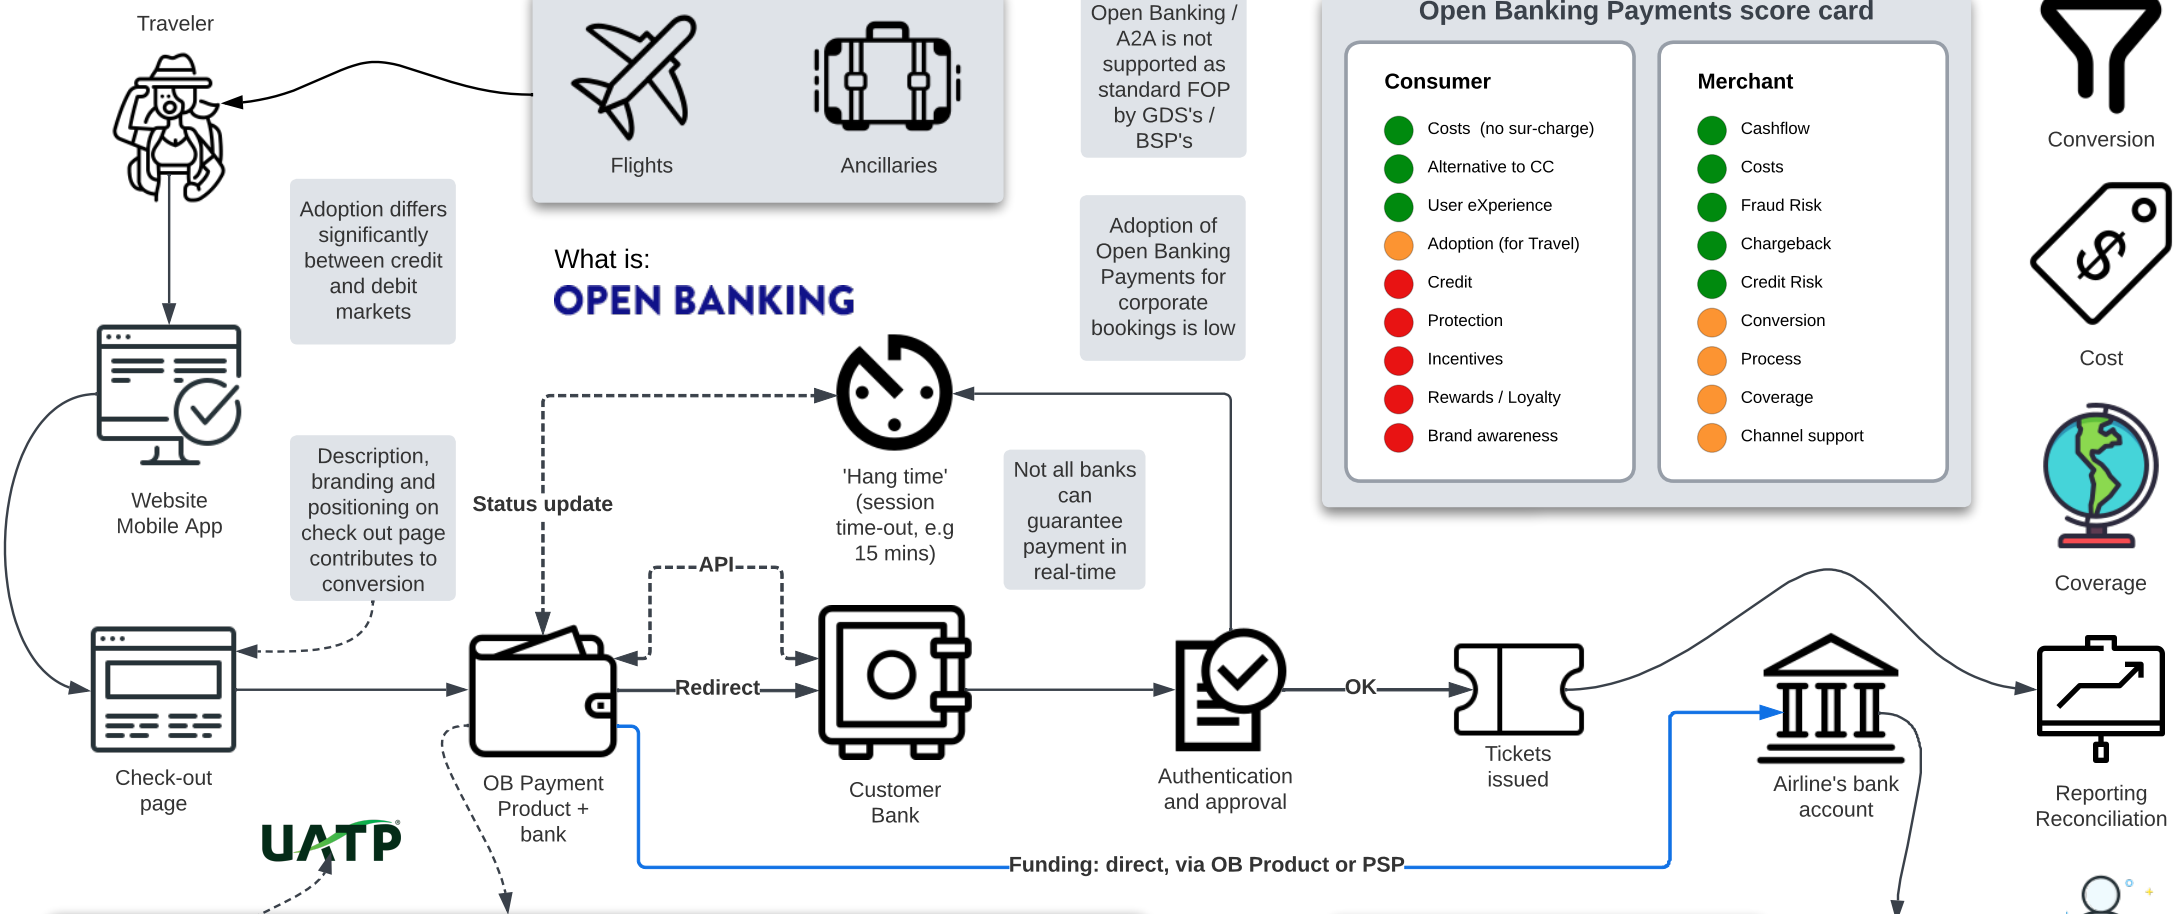 Traveler
Flights
Ancillaries
Open Banking /
A2A is not
supported as
standard FOP
by GDS's /
BSP's
Open Banking Payments score card
Consumer
Costs  (no sur-charge)
Alternative to CC
User eXperience
Adoption (for Travel)
Credit
Protection
Incentives
Rewards / Loyalty
Brand awareness
Merchant
Cashflow
Costs
Fraud Risk
Chargeback
Credit Risk
Conversion
Process
Coverage
Channel support
Conversion
$
Cost
Coverage
Adoption differs
significantly
between credit
and debit
markets
What is:
OPEN BANKING
Adoption of
Open Banking
Payments for
corporate
bookings is low
Website
Mobile App
Description,
branding and
positioning on
check out page
contributes to
conversion
Status update
'Hang time'
(session
time-out, e.g
15 mins)
Not all banks
can
guarantee
payment in
real-time
API
Redirect
OK
Check-out
page
OB Payment
Product +
bank
Customer
Bank
Authentication
and approval
Tickets
issued
Airline's bank
account
Reporting
Reconciliation
UATP®
Funding: direct, via OB Product or PSP